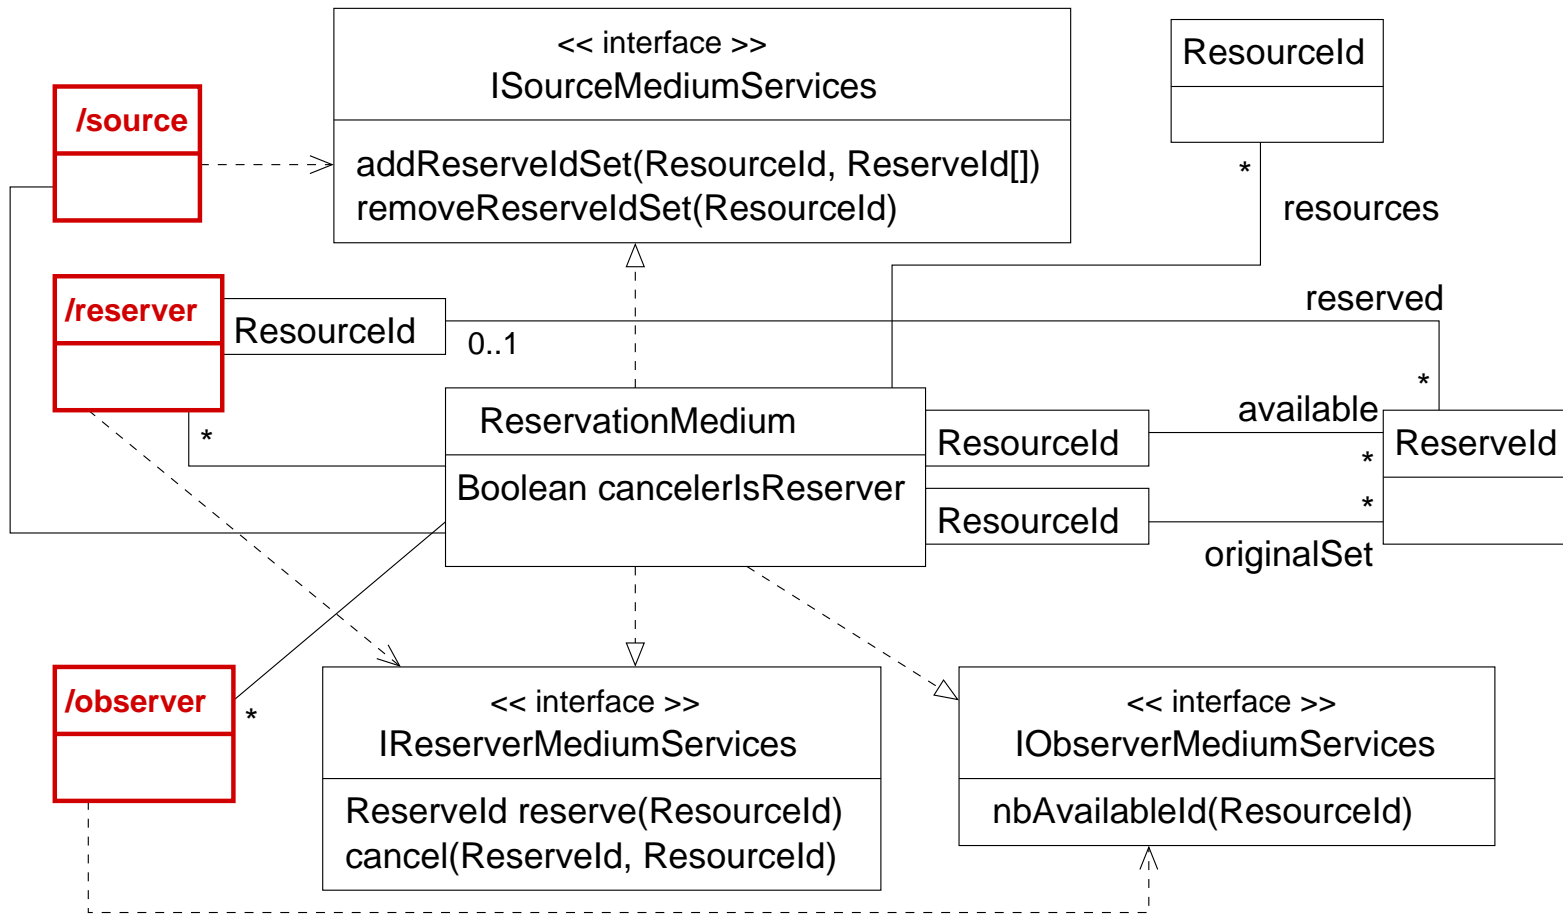 << interface >>
ISourceMediumServices
addReserveIdSet(ResourceId, ReserveId[])
removeReserveIdSet(ResourceId)
ResourceId
*
resources
/source
/reserver
ResourceId
0..1
reserved
*
*
ReservationMedium
Boolean cancelerIsReserver
ResourceId
available
*
ReserveId
ResourceId
*
originalSet
/observer
*
<< interface >>
IReserverMediumServices
ReserveId reserve(ResourceId)
cancel(ReserveId, ResourceId)
<< interface >>
IObserverMediumServices
nbAvailableId(ResourceId)